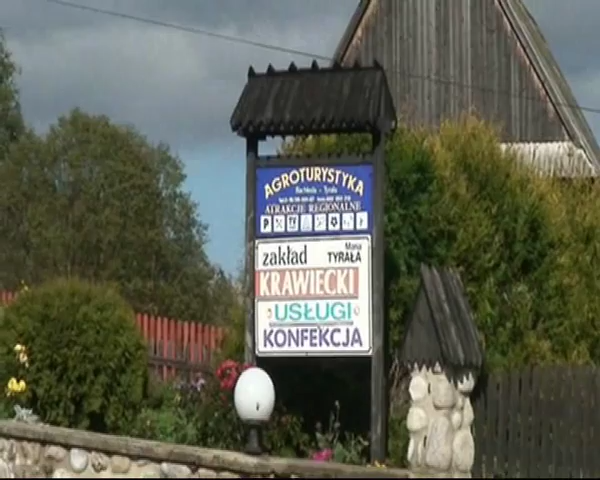 AGROTURYSTYKA
ATRAKCJE REGIONALNE
P
zakład Maria
TYRAŁA
KRAWIECKI
USŁUGI
KONFEKCJA